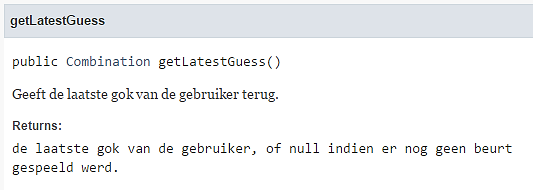 getLatestGuess
public Combination getLatestGuess()
Geeft de laatste gok van de gebruiker terug.
Returns:
de laatste gok van de gebruiker, of null indien er nog geen beurt
gespeeld werd.